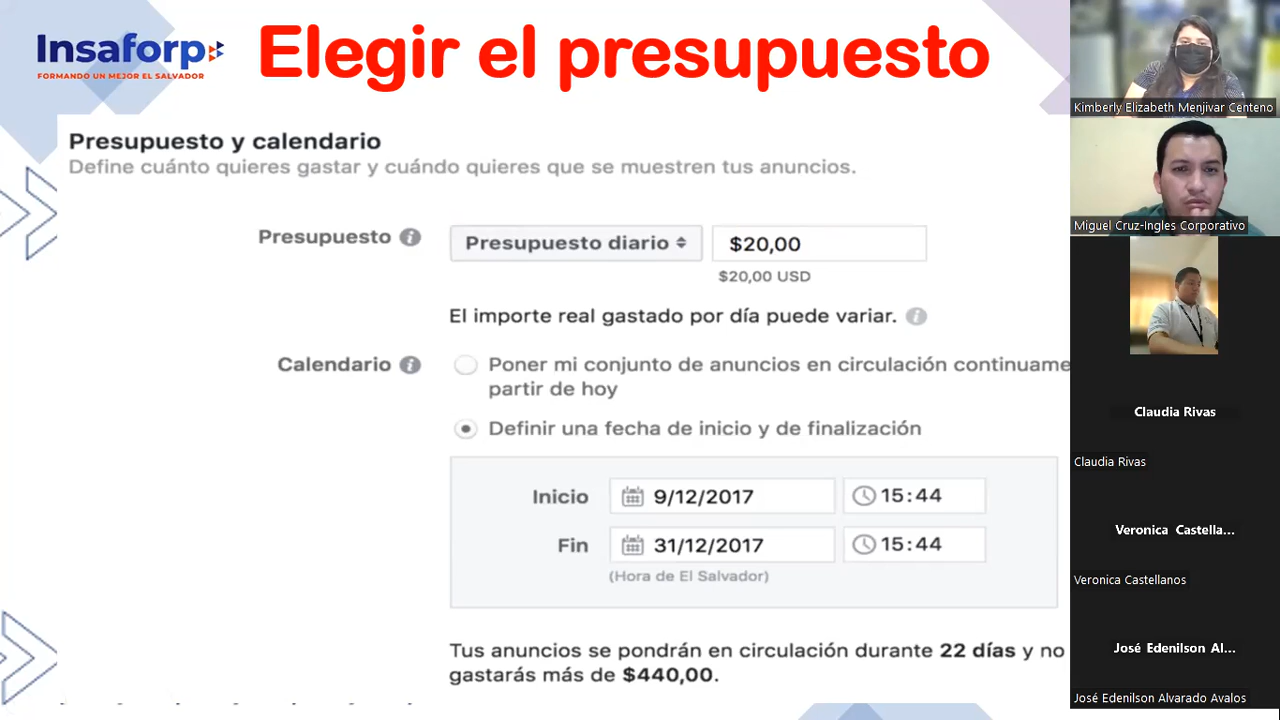 Insaforp
FORMANDO UN MEJOR EL SALVADOR
Elegir el presupuesto
Presupuesto y calendario
Define cuánto quieres gastar y cuándo quieres que se muestren tus anuncios.
Presupuesto
Presupuesto diario
$20,00
$20,00 USD
El importe real gastado por día puede variar.
Calendario
Poner mi conjunto de anuncios en circulación continuame
partir de hoy
Definir una fecha de inicio y de finalización
Inicio 9/12/2017 15:44
Fin 31/12/2017 15:44
(Hora de El Salvador)
Tus anuncios se pondrán en circulación durante 22 días y no
gastarás más de $440,00.
Kimberly Elizabeth Menjivar Centeno
Miguel Cruz-Ingles Corporativo
Claudia Rivas
Claudia Rivas
Veronica Castella...
Veronica Castellanos
José Edenilson Al...
José Edenilson Alvarado Avalos